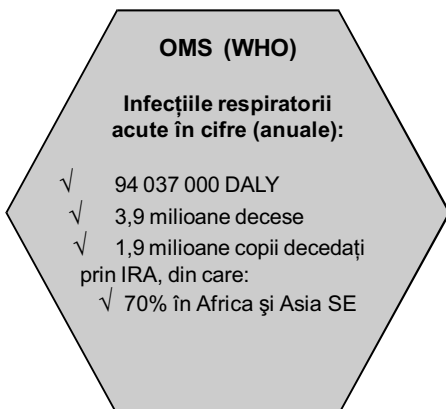 OMS (WHO)
Infecțiile respiratorii
acute în cifre (anuale):
√ 94 037 000 DALY
√ 3,9 milioane decese
√ 1,9 milioane copii decedați
prin IRA, din care:
√ 70% în Africa şi Asia SE